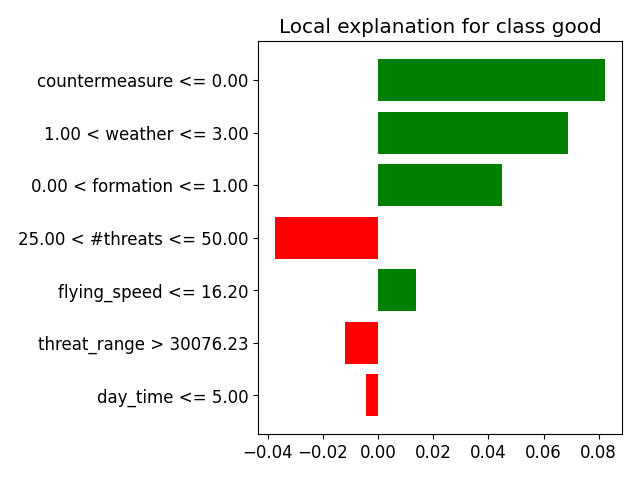 Local explanation for class good
countermeasure <= 0.00
1.00 < weather <= 3.00
0.00 < formation <= 1.00
25.00 < #threats <= 50.00
flying_speed <= 16.20
threat_range > 30076.23
day_time <= 5.00
−0.04 −0.02 0.00 0.02 0.04 0.06 0.08